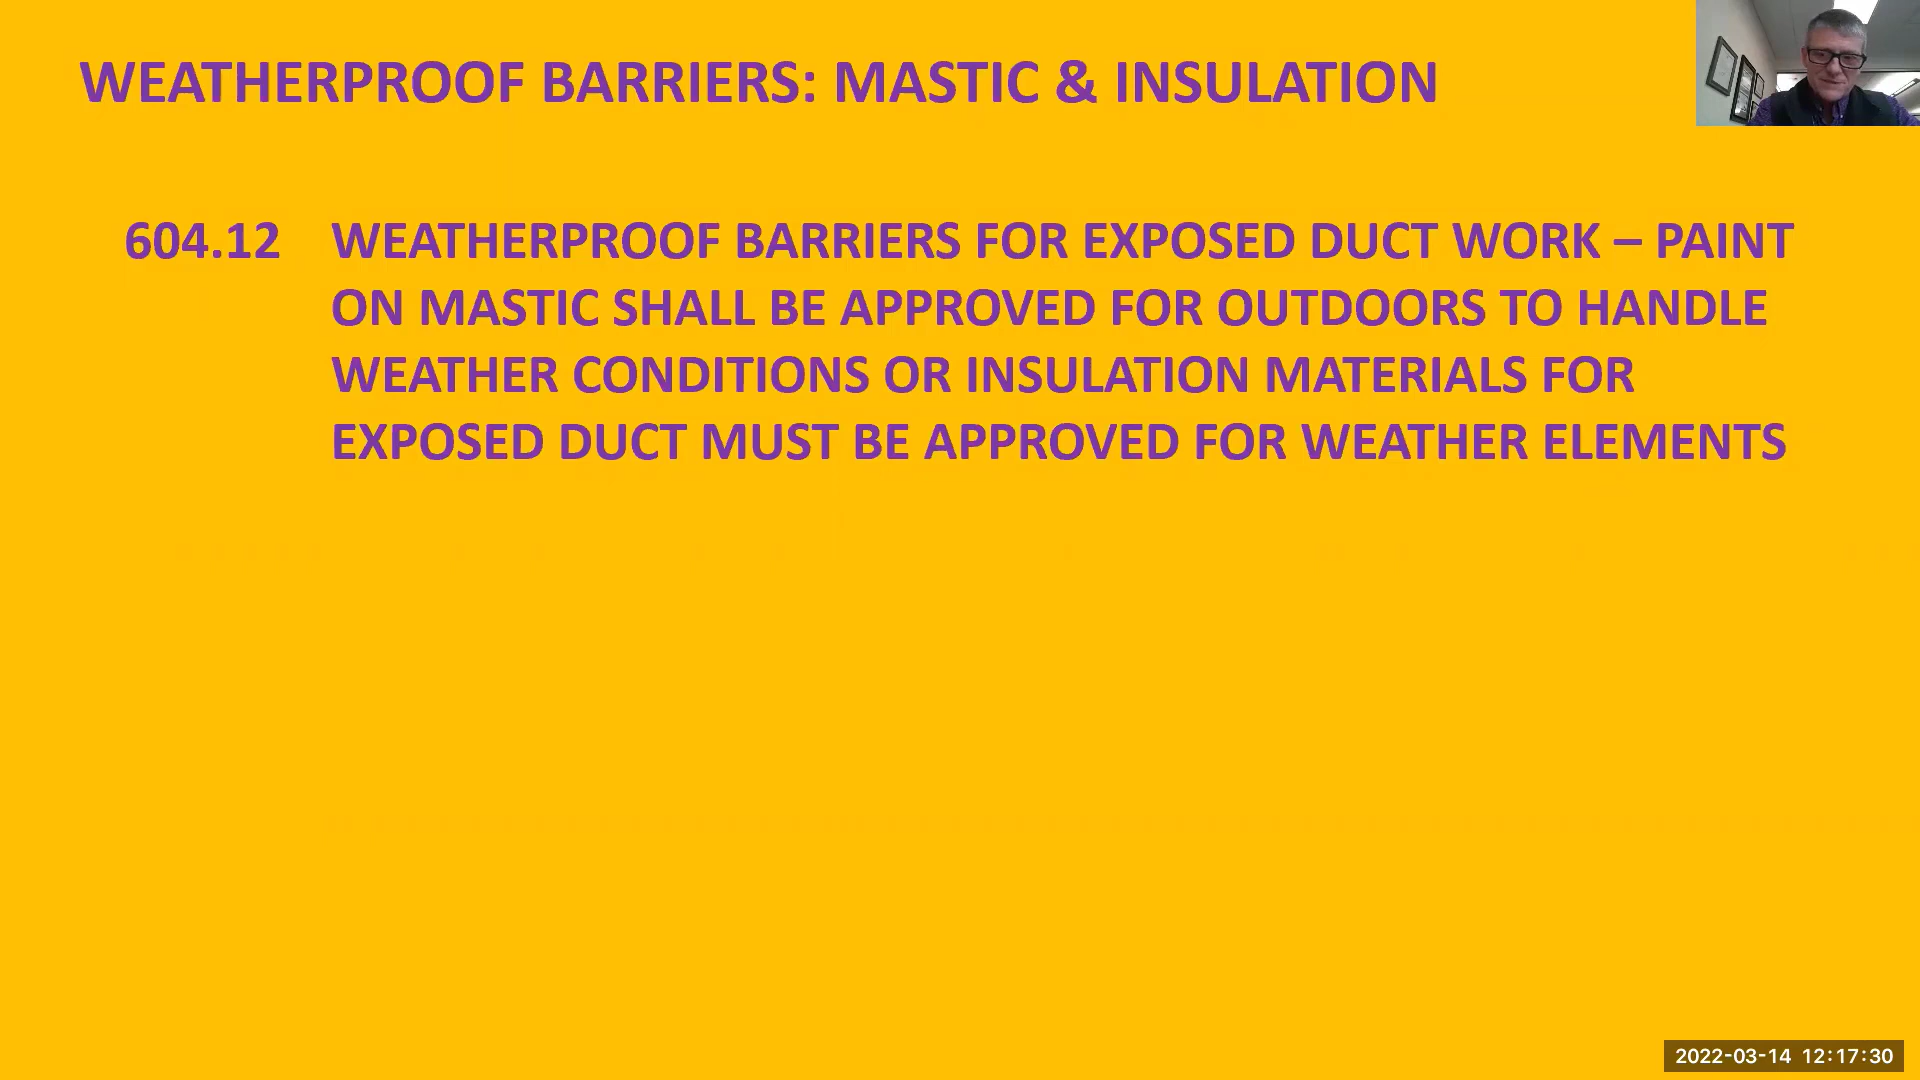 WEATHERPROOF BARRIERS: MASTIC & INSULATION
604.12 WEATHERPROOF BARRIERS FOR EXPOSED DUCT WORK – PAINT
ON MASTIC SHALL BE APPROVED FOR OUTDOORS TO HANDLE
WEATHER CONDITIONS OR INSULATION MATERIALS FOR
EXPOSED DUCT MUST BE APPROVED FOR WEATHER ELEMENTS
2022-03-14 12:17:30